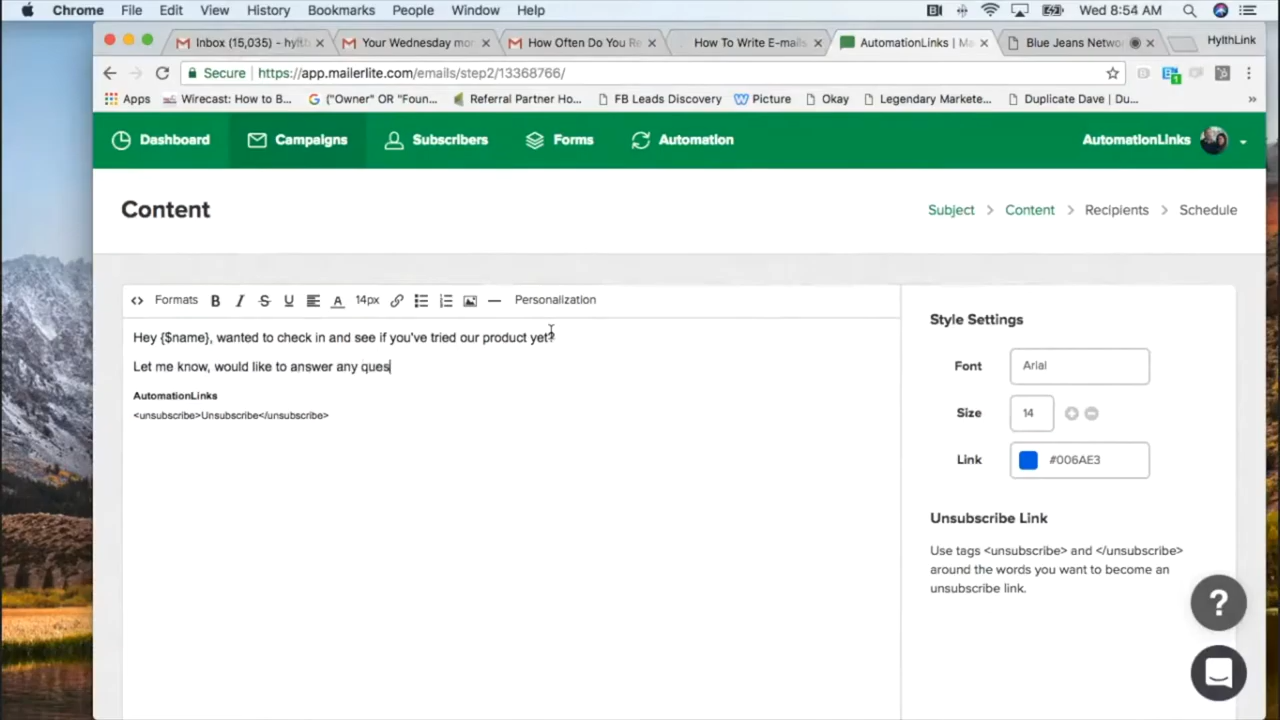 Chrome File Edit View History Bookmarks People Window Help Wed 8:54 AM
Inbox (15,035) - hylth Your Wednesday mor How Often Do You Re How To Write E-mails AutomationLinks | Ma Blue Jeans Netwo HylthLink
Secure https://app.mailerlite.com/emails/step2/13368766/
Apps Wirecast: How to B... ("Owner" OR "Foun... Referral Partner Ho... FB Leads Discovery Picture Okay Legendary Markete... Duplicate Dave | Du... »
Dashboard Campaigns Subscribers Forms Automation AutomationLinks
Content Subject > Content > Recipients > Schedule
Formats B I S U A 14px Personalization
Style Settings
Hey {$name}, wanted to check in and see if you've tried our product yet?
Font Arial
Let me know, would like to answer any ques
AutomationLinks
Size 14
<unsubscribe>Unsubscribe</unsubscribe>
Link #006AE3
Unsubscribe Link
Use tags <unsubscribe> and </unsubscribe>
around the words you want to become an
unsubscribe link.
?